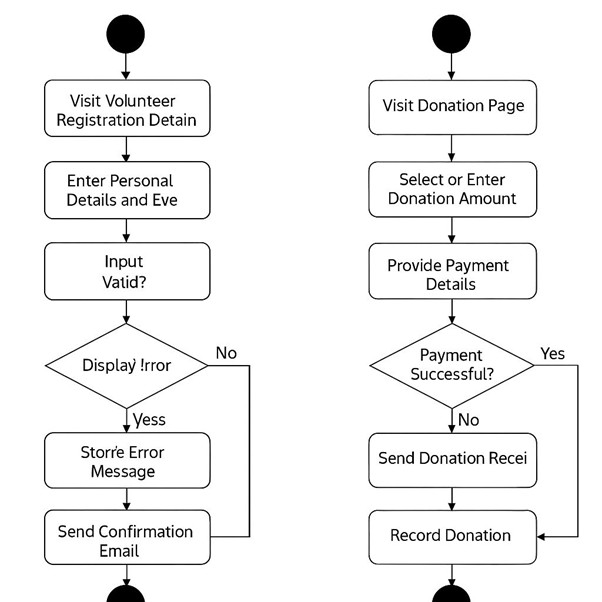 Visit Volunteer
Registration Detain
Enter Personal
Details and Eve
Input
Vatid?
Display !rror
No
Yess
Storre Error
Message
Send Confirmation
Email
Visit Donation Page
Select or Enter
Donation Amount
Provide Payment
Details
Payment
Successful?
Yes
No
Send Donation Recei
Record Donation